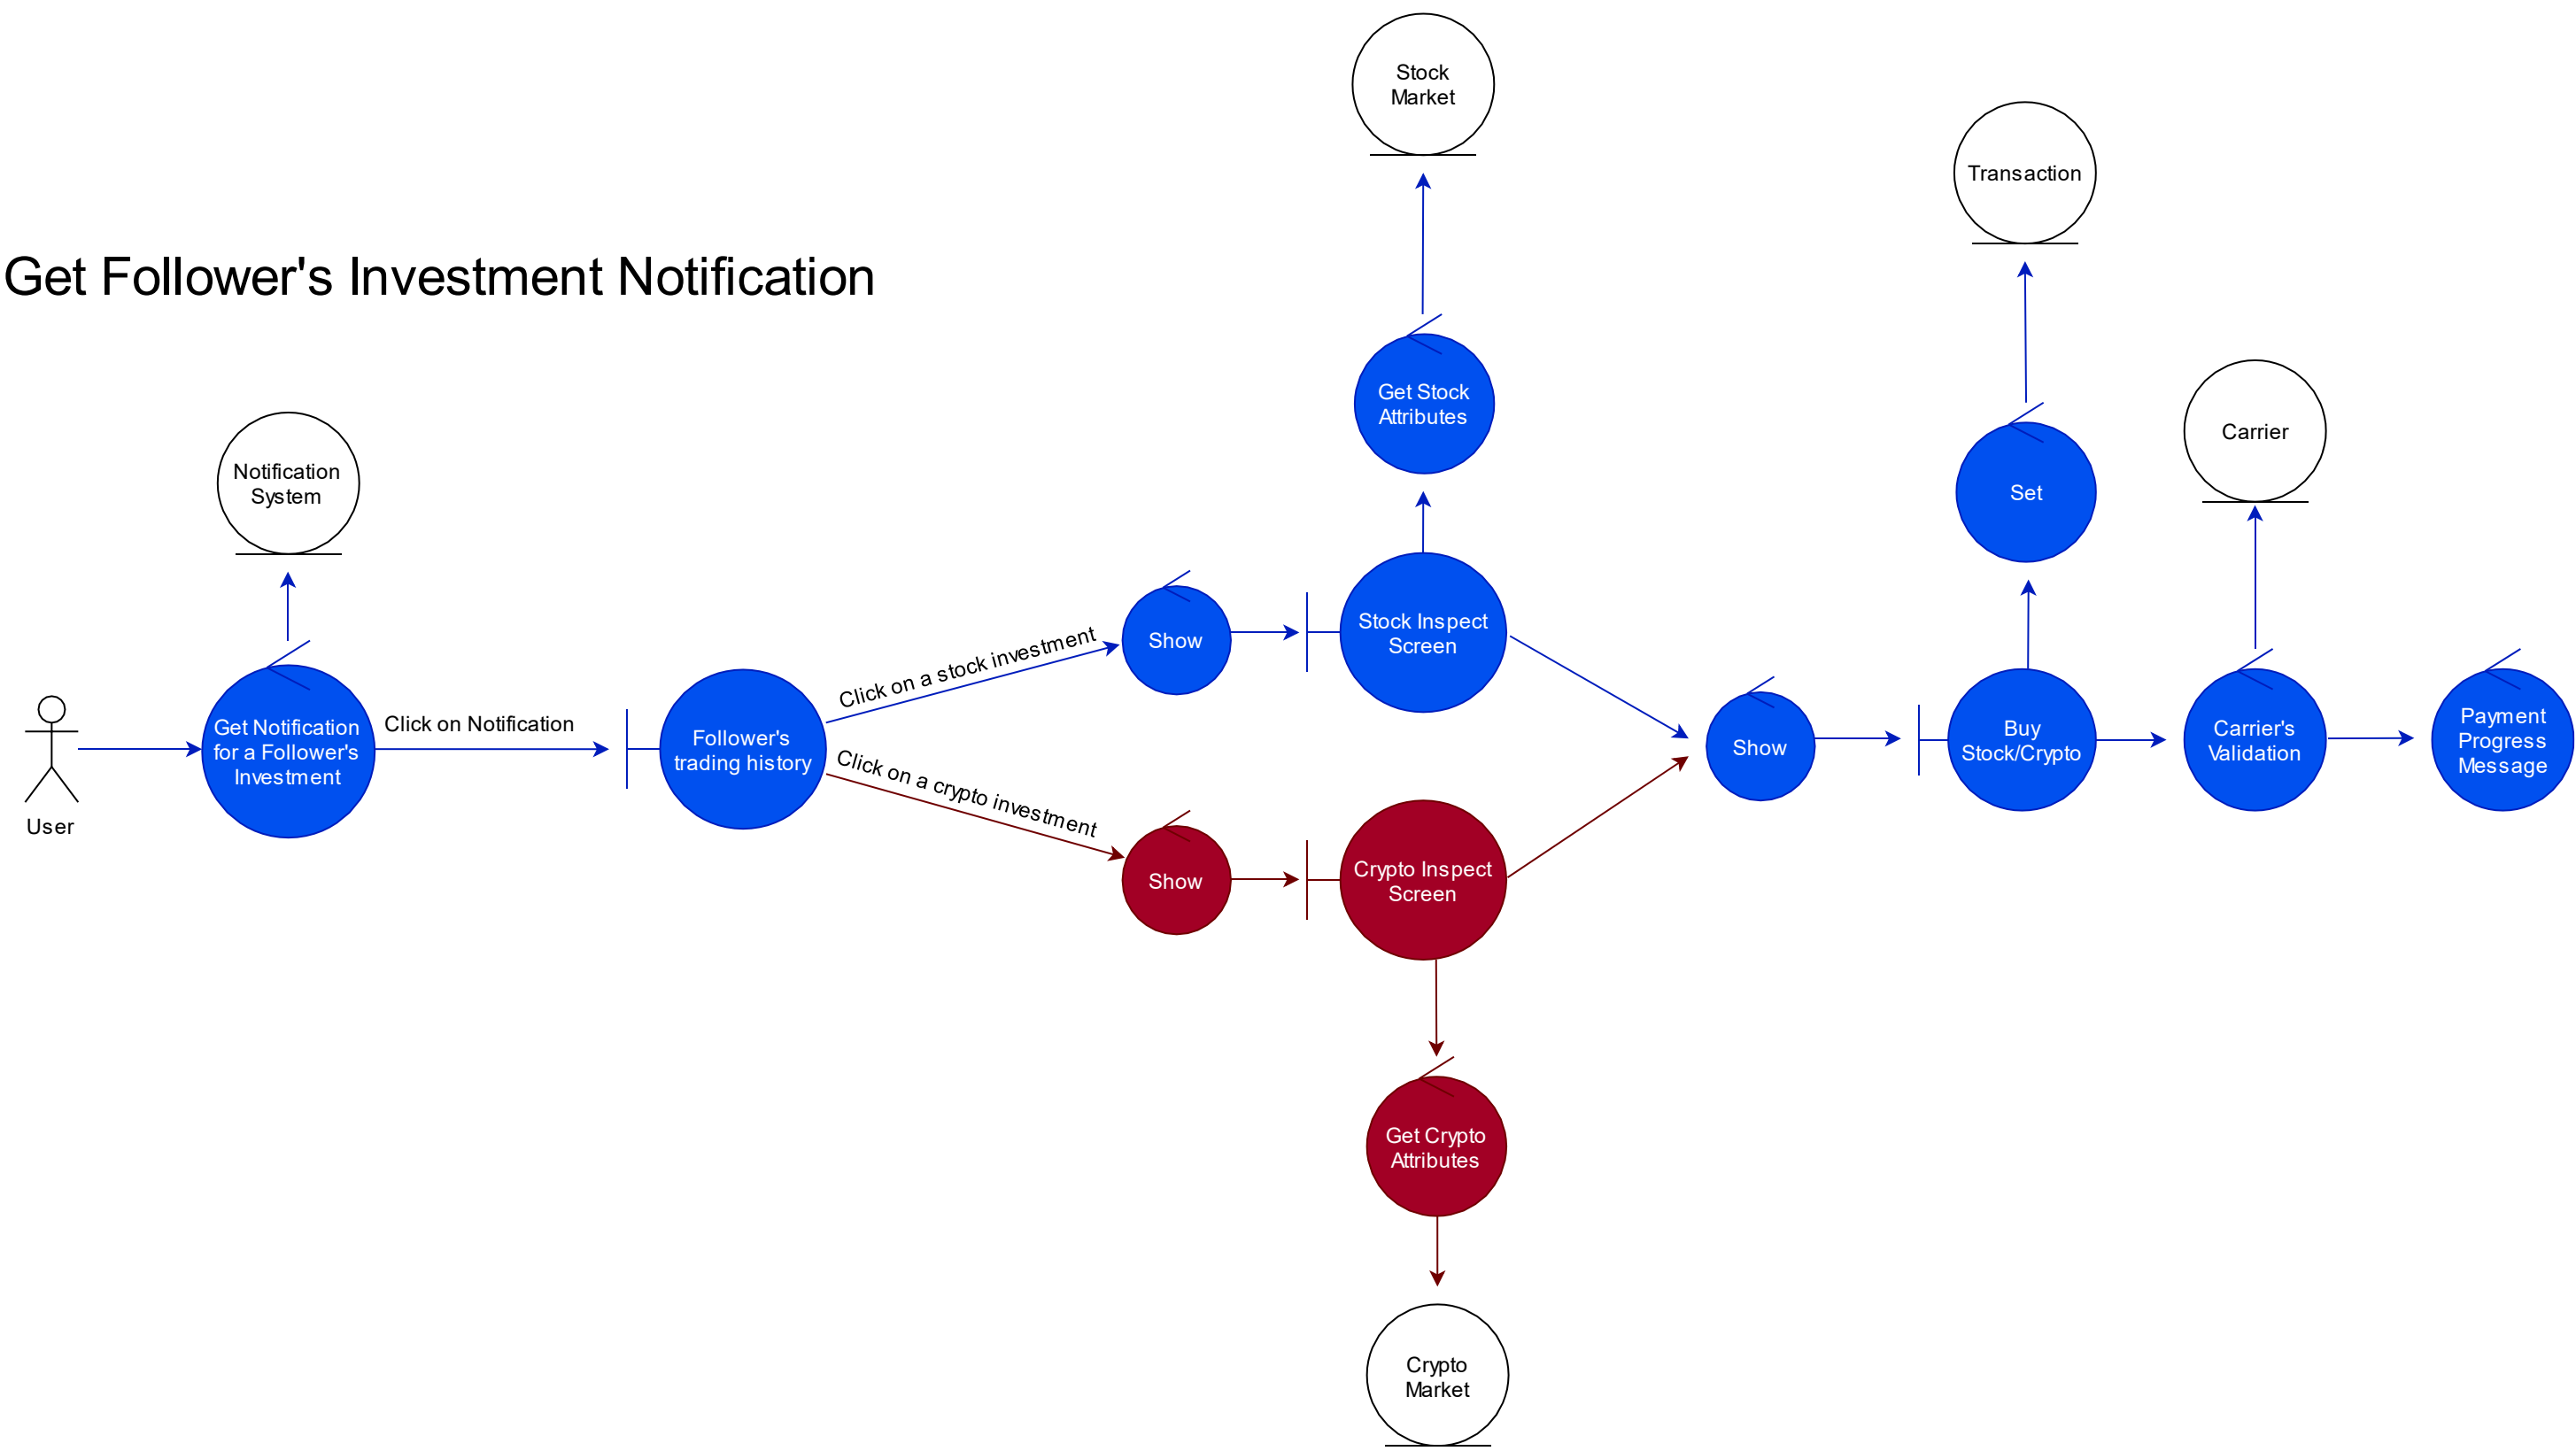 Get Follower's Investment Notification
User
Notification
System
Get Notification
for a Follower's
Investment
Click on Notification
Follower's
trading history
Click on a stock investment
Click on a crypto investment
Show
Show
Stock
Market
Get Stock
Attributes
Stock Inspect
Screen
Crypto Inspect
Screen
Get Crypto
Attributes
Crypto
Market
Show
Transaction
Set
Buy
Stock/Crypto
Carrier
Carrier's
Validation
Payment
Progress
Message